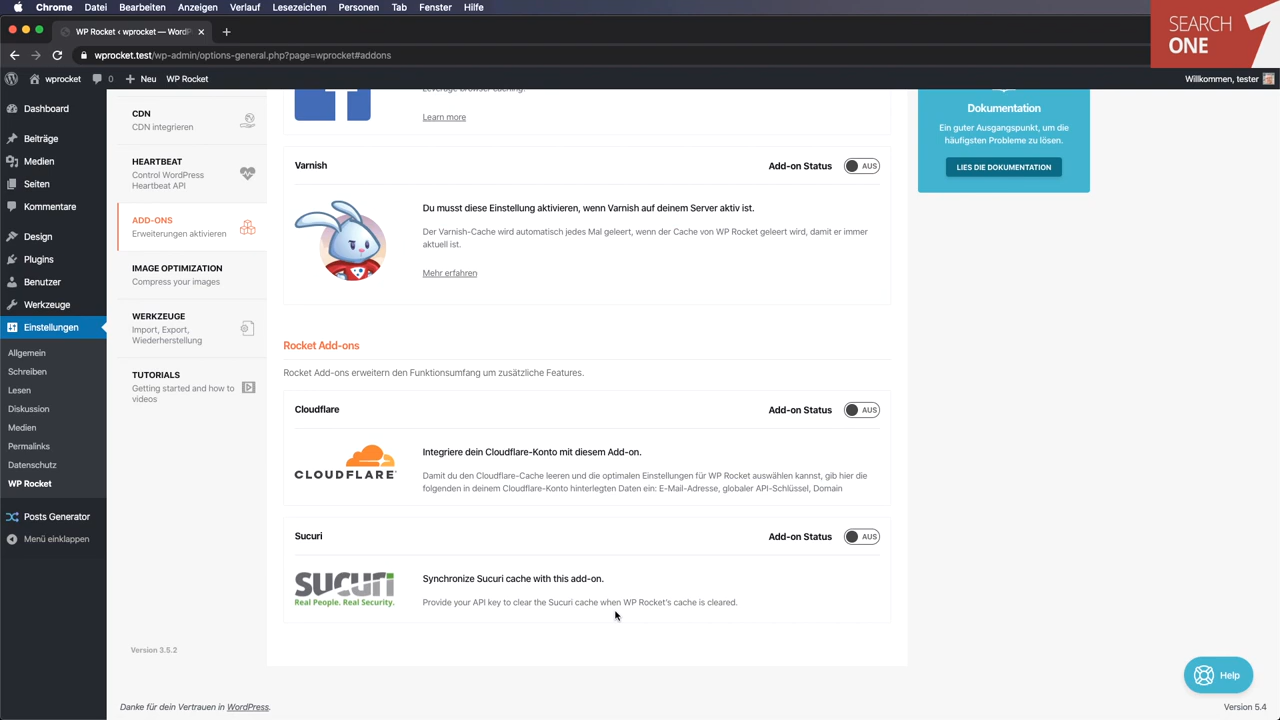 Chrome Datei Bearbeiten Anzeigen Verlauf Lesezeichen Personen Tab Fenster Hilfe
WP Rocket ‹ wprocket — WordP
wprocket.test/wp-admin/options-general.php?page=wprocket#addons
SEARCH
ONE
wprocket 0 Neu WP Rocket
Willkommen, tester
Dashboard
Beiträge
Medien
Seiten
Kommentare
Design
Plugins
Benutzer
Werkzeuge
Einstellungen
Allgemein
Schreiben
Lesen
Diskussion
Medien
Permalinks
Datenschutz
WP Rocket
Posts Generator
Menü einklappen
CDN
CDN integrieren
HEARTBEAT
Control WordPress
Heartbeat API
ADD-ONS
Erweiterungen aktivieren
IMAGE OPTIMIZATION
Compress your images
WERKZEUGE
Import, Export,
Wiederherstellung
TUTORIALS
Getting started and how to
videos
Version 3.5.2
Leverage browser caching.
Learn more
Varnish
Add-on Status
AUS
Du musst diese Einstellung aktivieren, wenn Varnish auf deinem Server aktiv ist.
Der Varnish-Cache wird automatisch jedes Mal geleert, wenn der Cache von WP Rocket geleert wird, damit er immer
aktuell ist.
Mehr erfahren
Rocket Add-ons
Rocket Add-ons erweitern den Funktionsumfang um zusätzliche Features.
Cloudflare
Add-on Status
AUS
CLOUDFLARE
Integriere dein Cloudflare-Konto mit diesem Add-on.
Damit du den Cloudflare-Cache leeren und die optimalen Einstellungen für WP Rocket auswählen kannst, gib hier die
folgenden in deinem Cloudflare-Konto hinterlegten Daten ein: E-Mail-Adresse, globaler API-Schlüssel, Domain
Sucuri
Add-on Status
AUS
sucuri
Real People. Real Security.
Synchronize Sucuri cache with this add-on.
Provide your API key to clear the Sucuri cache when WP Rocket's cache is cleared.
Dokumentation
Ein guter Ausgangspunkt, um die
häufigsten Probleme zu lösen.
LIES DIE DOKUMENTATION
Help
Danke für dein Vertrauen in WordPress.
Version 5.4